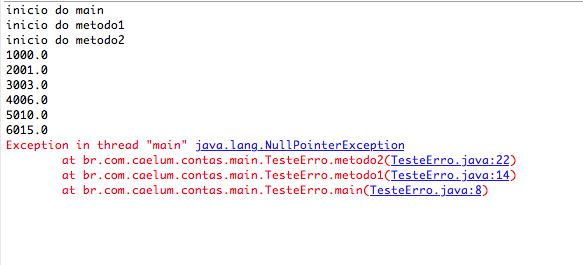 inicio do main
inicio do metodo1
inicio do metodo2
1000.0
2001.0
3003.0
4006.0
5010.0
6015.0
Exception in thread "main" java.lang.NullPointerException
at br.com.caelum.contas.main.TesteErro.metodo2(TesteErro.java:22)
at br.com.caelum.contas.main.TesteErro.metodo1(TesteErro.java:14)
at br.com.caelum.contas.main.TesteErro.main(TesteErro.java:8)